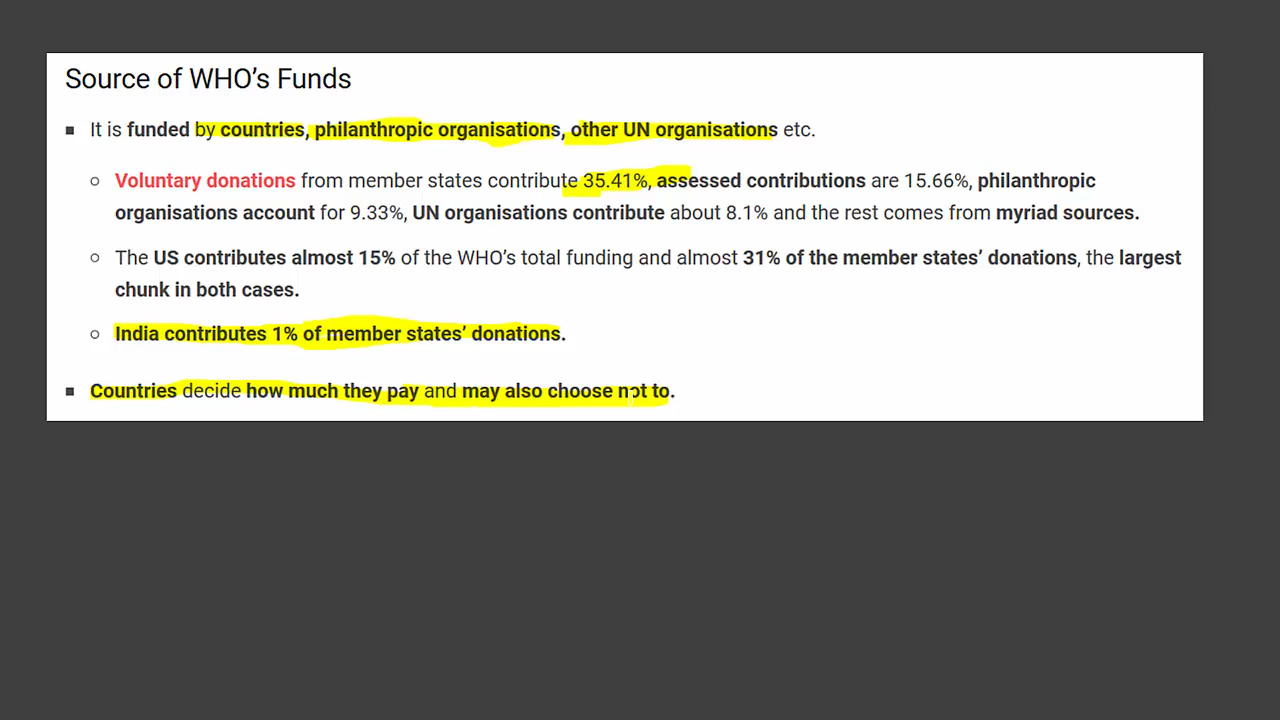 Source of WHO’s Funds
■ It is funded by countries, philanthropic organisations, other UN organisations etc.
○ Voluntary donations from member states contribute 35.41%, assessed contributions are 15.66%, philanthropic
organisations account for 9.33%, UN organisations contribute about 8.1% and the rest comes from myriad sources.
○ The US contributes almost 15% of the WHO’s total funding and almost 31% of the member states’ donations, the largest
chunk in both cases.
○ India contributes 1% of member states’ donations.
■ Countries decide how much they pay and may also choose not to.